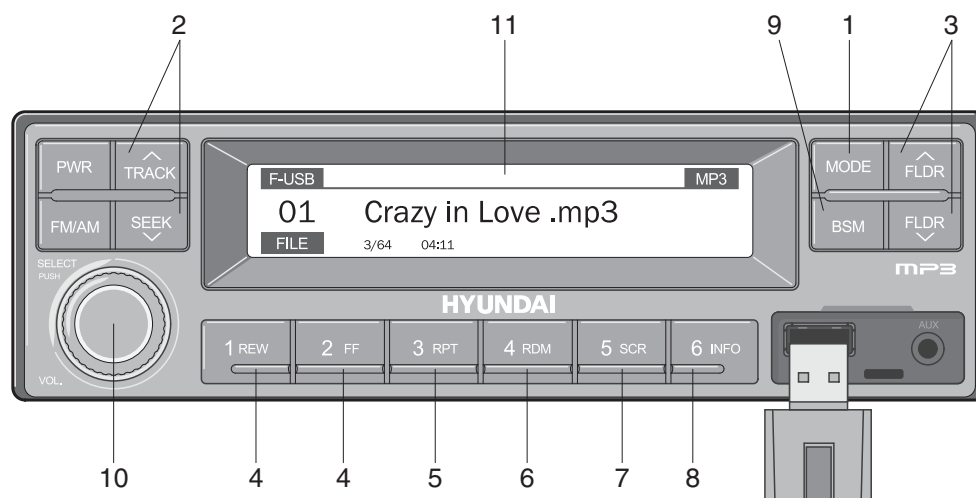 2 11 9 1 3
PWR TRACK
FM/AM SEEK
F-USB MP3
01 Crazy in Love .mp3
FILE 3/64 04:11
MODE FLDR
BSM FLDR
MP3
SELECT
PUSH
VOL.
HYUNDAI
1 REW 2 FF 3 RPT 4 RDM 5 SCR 6 INFO
AUX
10 4 4 5 6 7 8